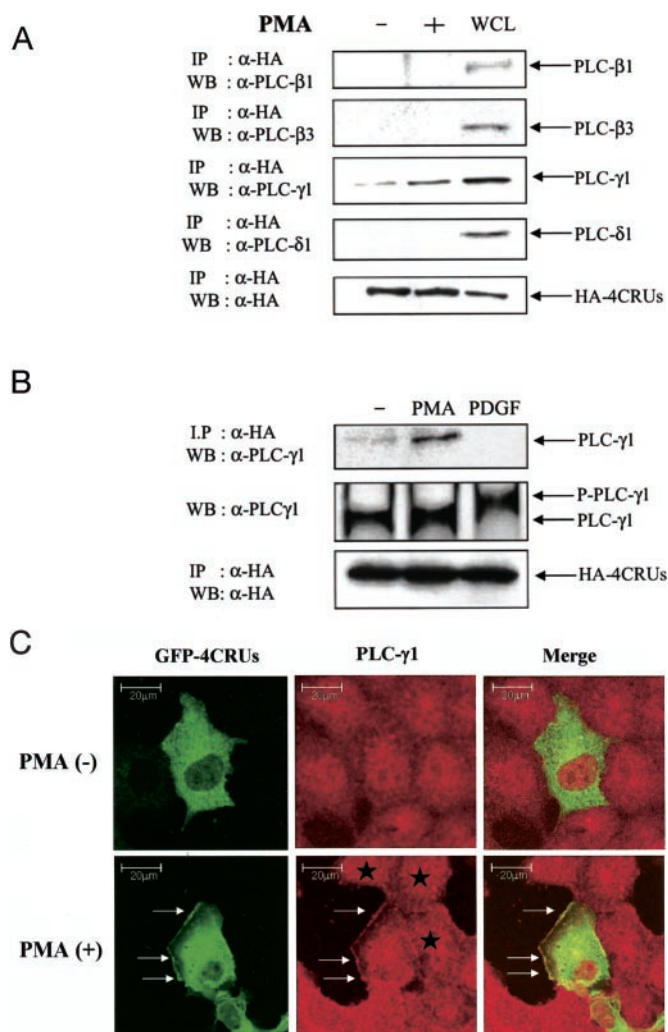 A
PMA - + WCL
IP : α-HA
WB : α-PLC-β1
PLC-β1
IP : α-HA
WB : α-PLC-β3
PLC-β3
IP : α-HA
WB : α-PLC-γ1
PLC-γ1
IP : α-HA
WB : α-PLC-δ1
PLC-δ1
IP : α-HA
WB : α-HA
HA-4CRUs
B
- PMA PDGF
I.P : α-HA
WB : α-PLC-γ1
PLC-γ1
WB : α-PLCγ1
P-PLC-γ1
PLC-γ1
IP : α-HA
WB: α-HA
HA-4CRUs
C
GFP-4CRUs PLC-γ1 Merge
PMA (-)
20µm 20µm 20µm
PMA (+)
20µm 20µm 20µm